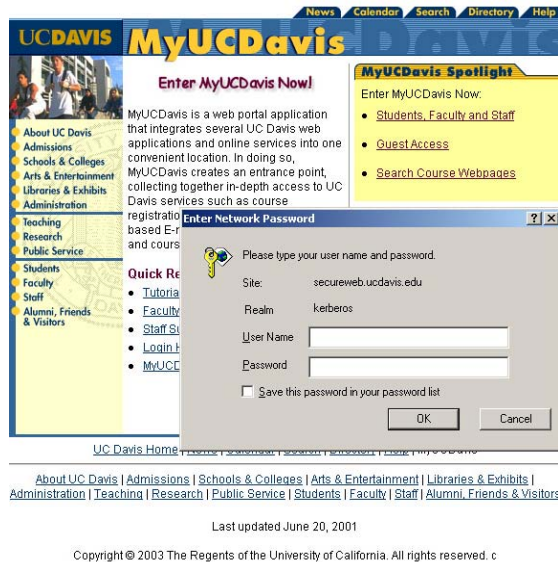 News Calendar Search Directory Help
UCDAVIS MyUCDavis
Enter MyUCDavis Now!
MyUCDavis is a web portal application
that integrates several UC Davis web
applications and online services into one
convenient location. In doing so,
MyUCDavis creates an entrance point,
collecting together in-depth access to UC
Davis services such as course
registratio
based E-
and cours
Quick Re
• Tutoria
• Faculty
• Staff Su
• Login H
• MyUCD
MyUCDavis Spotlight
Enter MyUCDavis Now:
• Students, Faculty and Staff
• Guest Access
• Search Course Webpages
About UC Davis
Admissions
Schools & Colleges
Arts & Entertainment
Libraries & Exhibits
Administration
Teaching
Research
Public Service
Students
Faculty
Staff
Alumni, Friends
& Visitors
Enter Network Password
Please type your user name and password.
Site: secureweb.ucdavis.edu
Realm kerberos
User Name
Password
Save this password in your password list
OK Cancel
UC Davis Home
About UC Davis | Admissions | Schools & Colleges | Arts & Entertainment | Libraries & Exhibits |
Administration | Teaching | Research | Public Service | Students | Faculty | Staff | Alumni, Friends & Visitors
Last updated June 20, 2001
Copyright © 2003 The Regents of the University of California. All rights reserved. c